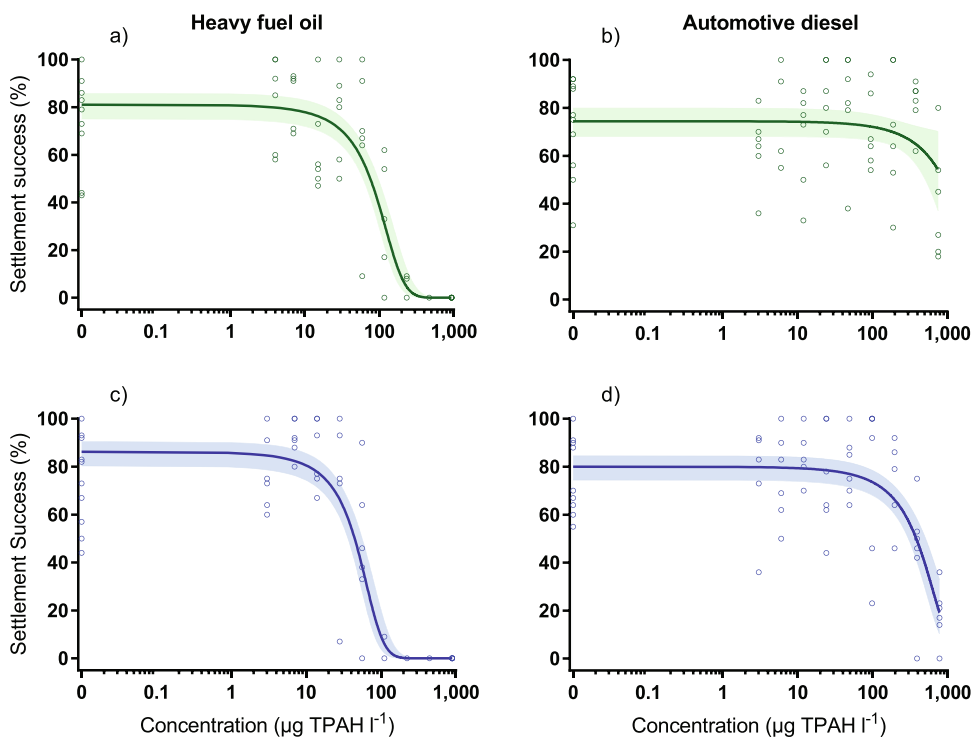 Heavy fuel oil
Automotive diesel
a)
Settlement success (%)
100
80
60
40
20
0
0 0.1 1 10 100 1,000
b)
100
80
60
40
20
0
0 0.1 1 10 100 1,000
c)
Settlement Success (%)
100
80
60
40
20
0
0 0.1 1 10 100 1,000
Concentration (µg TPAH l⁻¹)
d)
100
80
60
40
20
0
0 0.1 1 10 100 1,000
Concentration (µg TPAH l⁻¹)